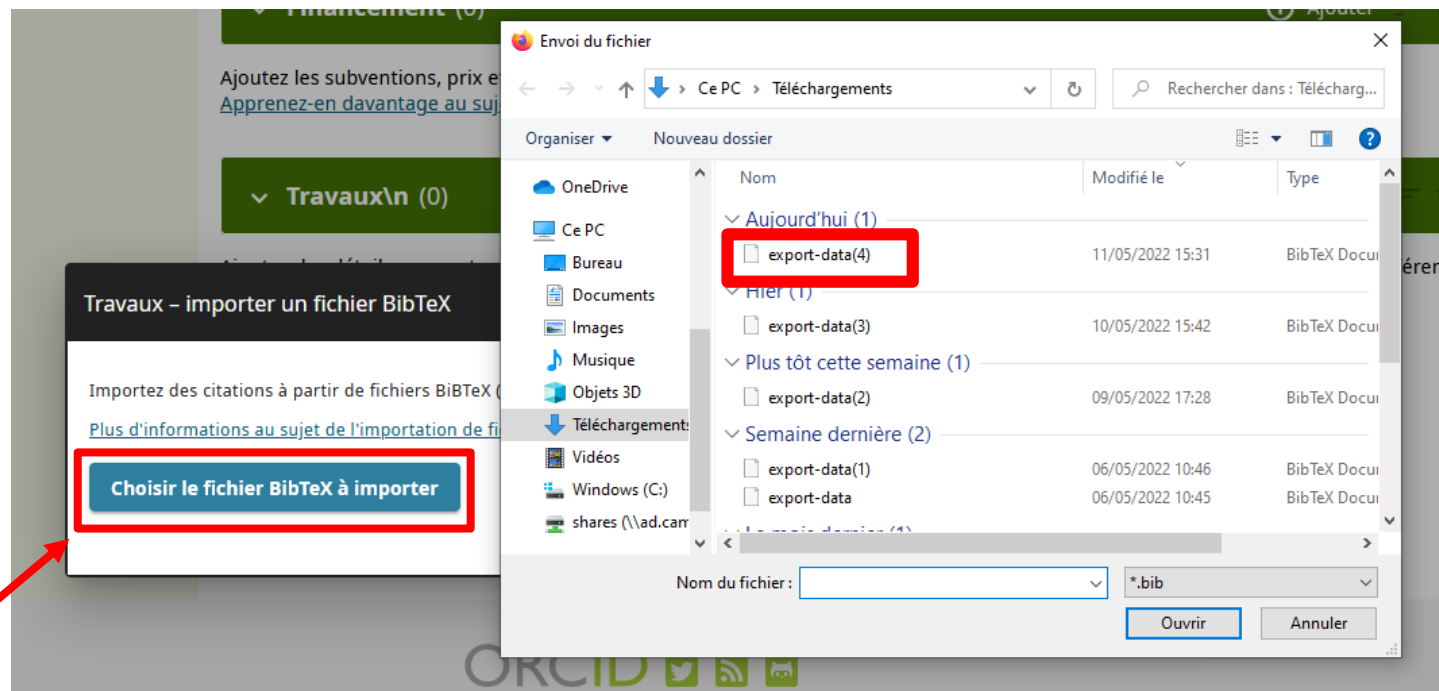 Financement (0)
Ajouter
Ajoutez les subventions, prix e
Apprenez-en davantage au suj
Travaux\n (0)
Travaux – importer un fichier BibTeX
Importez des citations à partir de fichiers BiBTeX (
Plus d'informations au sujet de l'importation de fi
Choisir le fichier BibTeX à importer
ORCID
Envoi du fichier
Ce PC > Téléchargements
Rechercher dans : Télécharg...
Organiser
Nouveau dossier
OneDrive
Ce PC
Bureau
Documents
Images
Musique
Objets 3D
Téléchargements
Vidéos
Windows (C:)
shares (\\ad.cam
Nom Modifié le Type
Aujourd'hui (1)
export-data(4) 11/05/2022 15:31 BibTeX Docu
Hier (1)
export-data(3) 10/05/2022 15:42 BibTeX Docu
Plus tôt cette semaine (1)
export-data(2) 09/05/2022 17:28 BibTeX Docu
Semaine dernière (2)
export-data(1) 06/05/2022 10:46 BibTeX Docu
export-data 06/05/2022 10:45 BibTeX Docu
Le mois dernier (1)
Nom du fichier :
*.bib
Ouvrir
Annuler